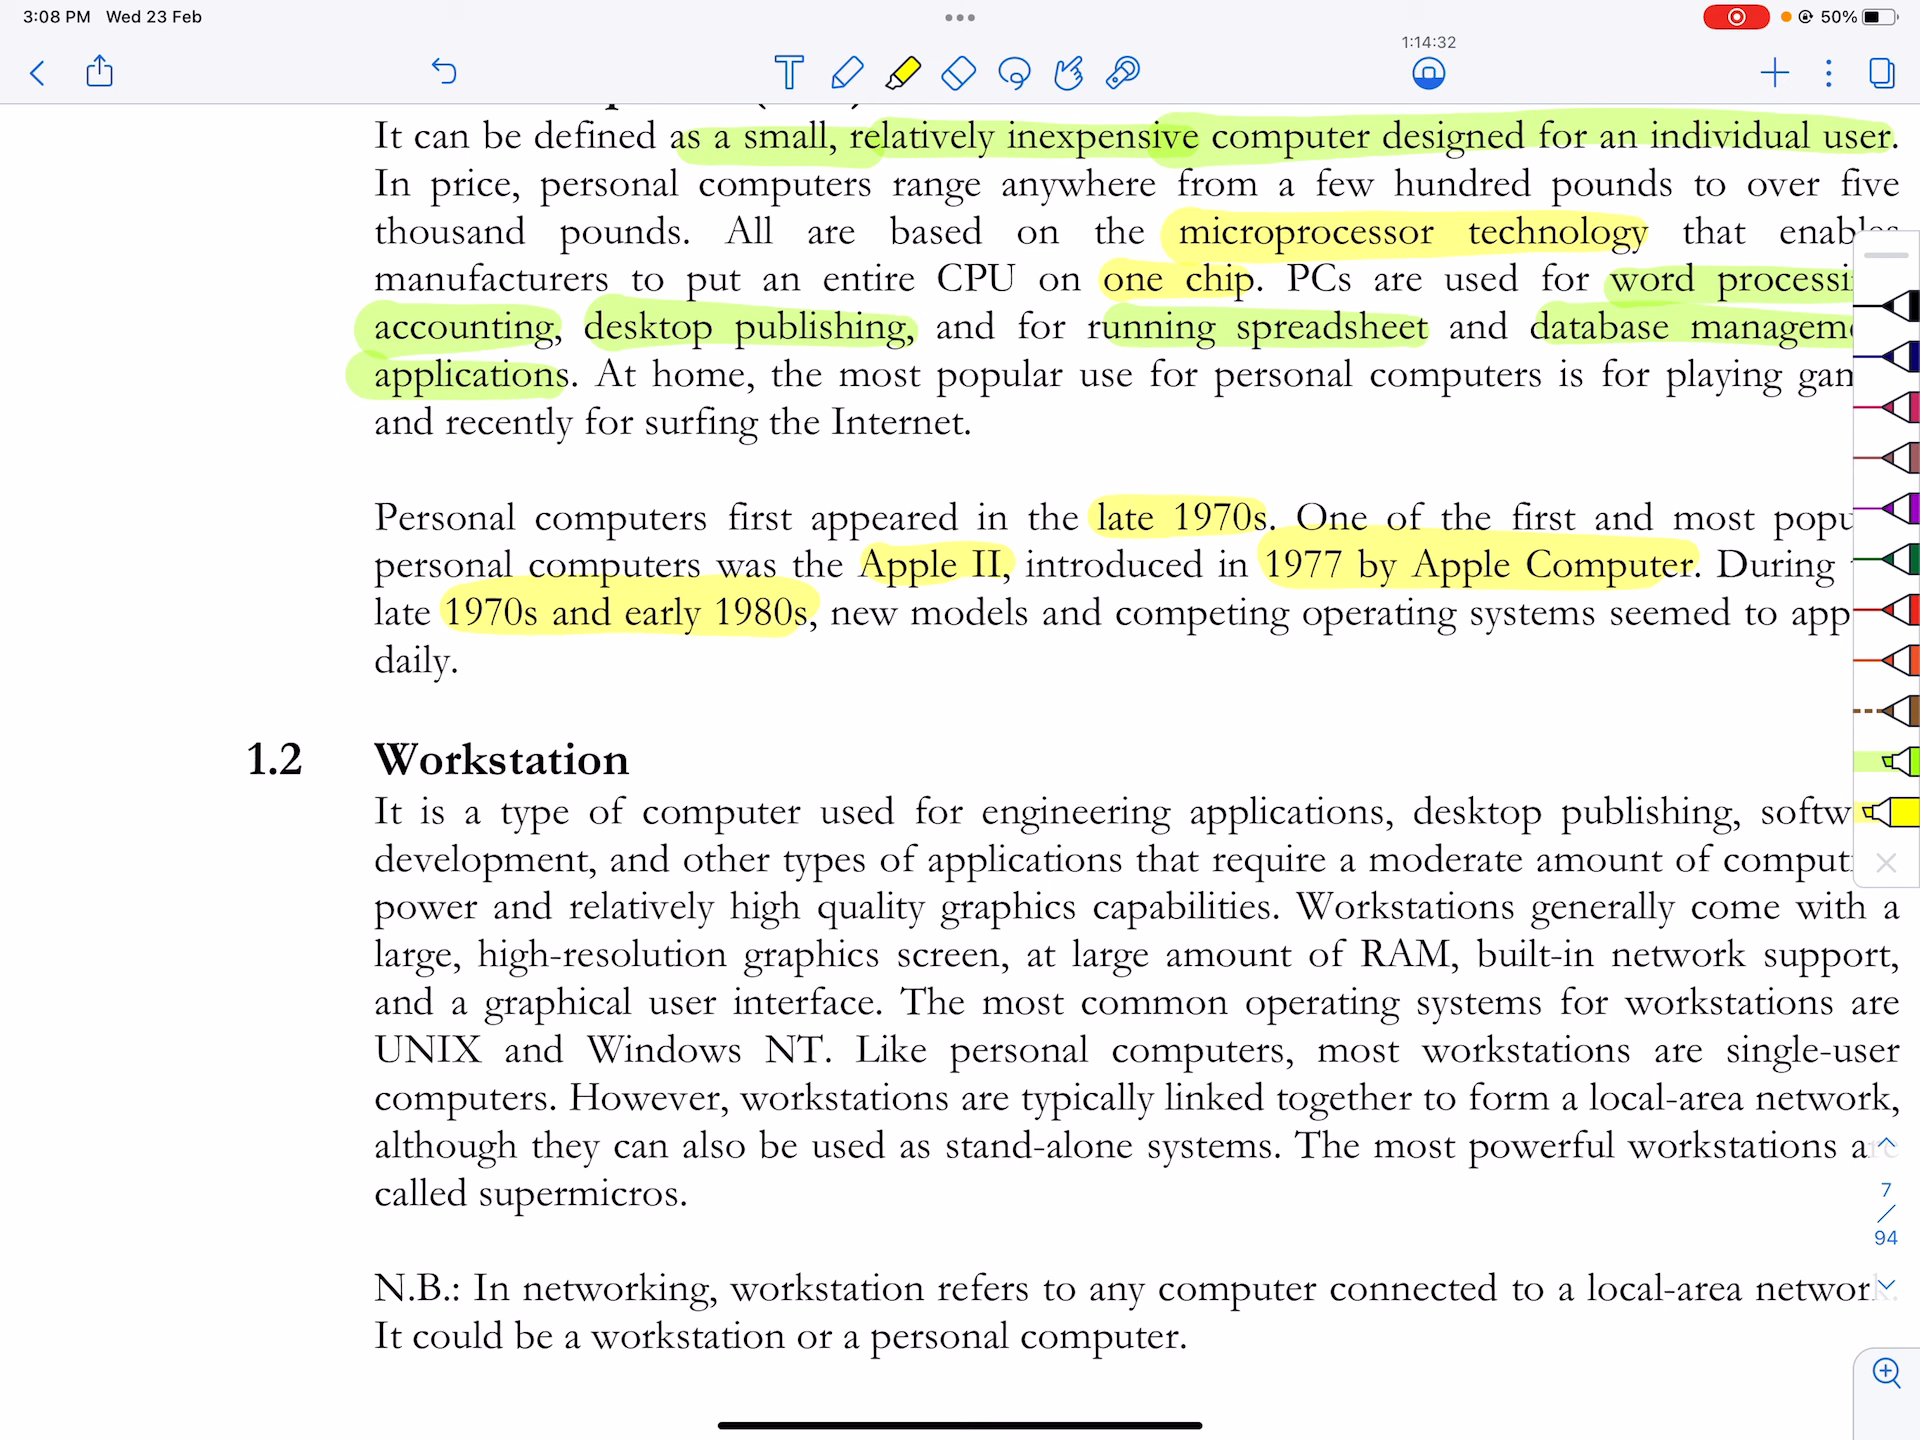 3:08 PM Wed 23 Feb
50%
1:14:32
It can be defined as a small, relatively inexpensive computer designed for an individual user.
In price, personal computers range anywhere from a few hundred pounds to over five
thousand pounds. All are based on the microprocessor technology that enables
manufacturers to put an entire CPU on one chip. PCs are used for word processi
accounting, desktop publishing, and for running spreadsheet and database manageme
applications. At home, the most popular use for personal computers is for playing gam
and recently for surfing the Internet.
Personal computers first appeared in the late 1970s. One of the first and most popu
personal computers was the Apple II, introduced in 1977 by Apple Computer. During
late 1970s and early 1980s, new models and competing operating systems seemed to app
daily.
1.2 Workstation
It is a type of computer used for engineering applications, desktop publishing, softw
development, and other types of applications that require a moderate amount of comput
power and relatively high quality graphics capabilities. Workstations generally come with a
large, high-resolution graphics screen, at large amount of RAM, built-in network support,
and a graphical user interface. The most common operating systems for workstations are
UNIX and Windows NT. Like personal computers, most workstations are single-user
computers. However, workstations are typically linked together to form a local-area network,
although they can also be used as stand-alone systems. The most powerful workstations are
called supermicros.
7
/
94
N.B.: In networking, workstation refers to any computer connected to a local-area network.
It could be a workstation or a personal computer.